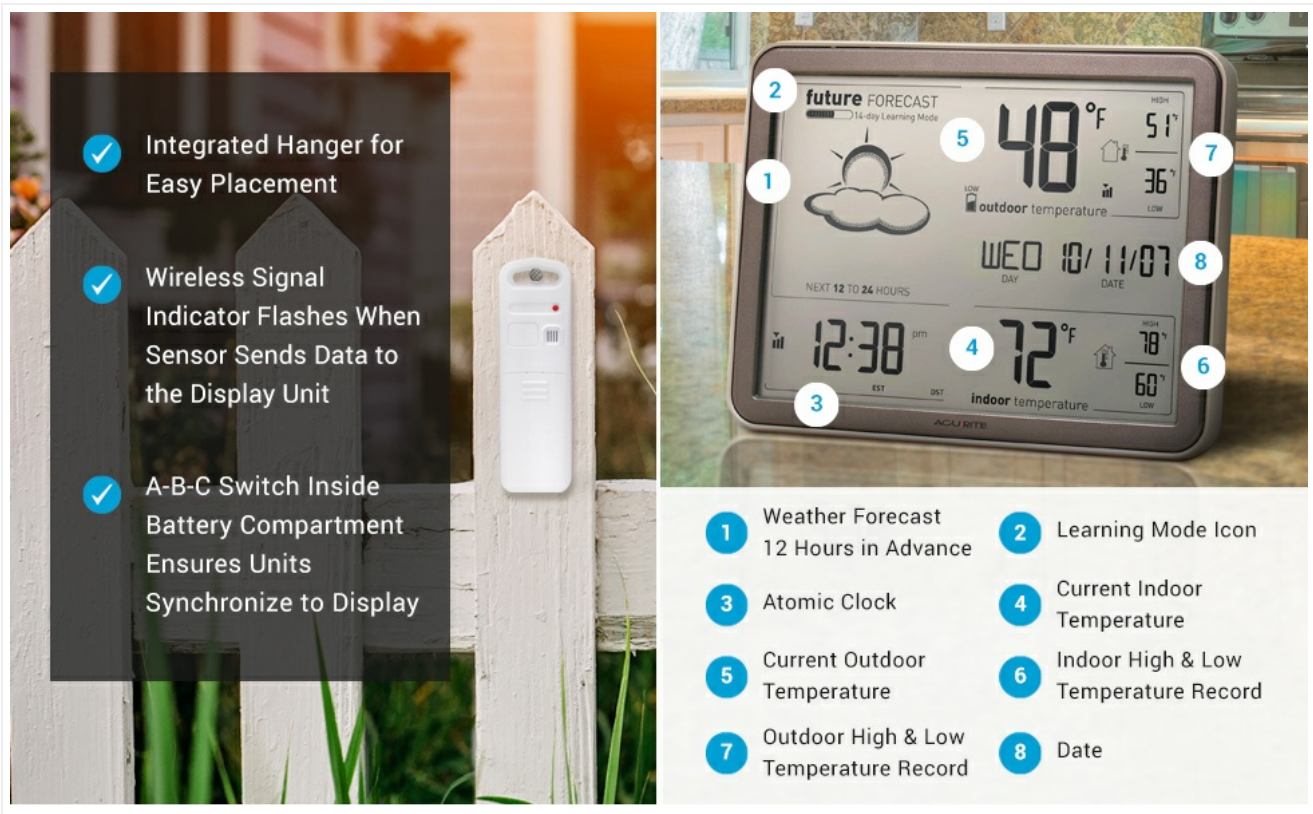 Integrated Hanger for
Easy Placement
Wireless Signal
Indicator Flashes When
Sensor Sends Data to
the Display Unit
A-B-C Switch Inside
Battery Compartment
Ensures Units
Synchronize to Display
2
future FORECAST
14-day Learning Mode
1
5
48°F
HIGH
51°F
7
36°F
LOW
LOW
outdoor temperature
WED 10/11/07
8
DAY
DATE
NEXT 12 TO 24 HOURS
12:38 pm
EST
DST
3
4
72°F
HIGH
78°F
6
60°F
LOW
indoor temperature
ACURITE
1 Weather Forecast
12 Hours in Advance
2 Learning Mode Icon
3 Atomic Clock
4 Current Indoor
Temperature
5 Current Outdoor
Temperature
6 Indoor High & Low
Temperature Record
7 Outdoor High & Low
Temperature Record
8 Date